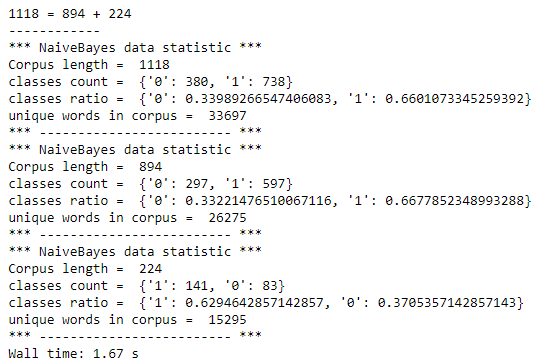 1118 = 894 + 224
------------
*** NaiveBayes data statistic ***
Corpus length =  1118
classes count =  {'0': 380, '1': 738}
classes ratio =  {'0': 0.33989266547406083, '1': 0.6601073345259392}
unique words in corpus =  33697
*** ------------------------- ***
*** NaiveBayes data statistic ***
Corpus length =  894
classes count =  {'0': 297, '1': 597}
classes ratio =  {'0': 0.33221476510067116, '1': 0.6677852348993288}
unique words in corpus =  26275
*** ------------------------- ***
*** NaiveBayes data statistic ***
Corpus length =  224
classes count =  {'1': 141, '0': 83}
classes ratio =  {'1': 0.6294642857142857, '0': 0.3705357142857143}
unique words in corpus =  15295
*** ------------------------- ***
Wall time: 1.67 s